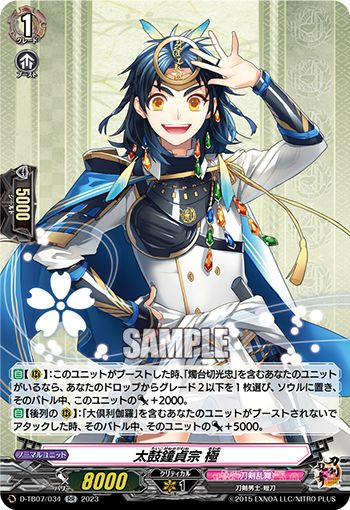 1
グレード
ブースト
5000
シールド
SAMPLE
自【R】:このユニットがブーストした時、「燭台切光忠」を含むあなたのユニットがいるなら、あなたのドロップからグレード2以下を1枚選び、ソウルに置き、そのバトル中、このユニットの+2000。
自【後列のR】:「大倶利伽羅」を含むあなたのユニットがブーストされないでアタックした時、そのバトル中、そのユニットの+2000。
ノーマルユニット
太鼓鐘貞宗 極
パワー
8000
クリティカル
1
刀剣乱舞
刀剣男士・短刀
D-TB07/034 RR 2023
©2015 EXNOA LLC/NITRO PLUS